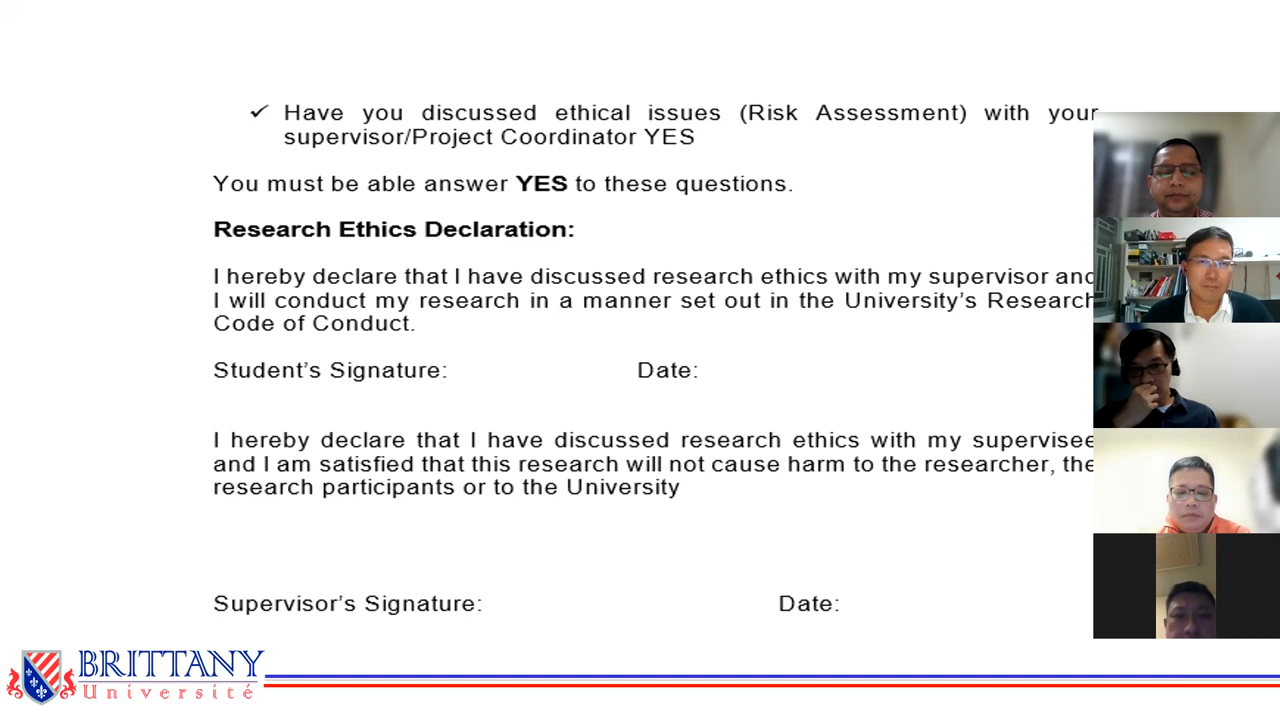 ✓ Have you discussed ethical issues (Risk Assessment) with your
supervisor/Project Coordinator YES
You must be able answer YES to these questions.
Research Ethics Declaration:
I hereby declare that I have discussed research ethics with my supervisor and
I will conduct my research in a manner set out in the University’s Research
Code of Conduct.
Student’s Signature: Date:
I hereby declare that I have discussed research ethics with my supervisee
and I am satisfied that this research will not cause harm to the researcher, the
research participants or to the University
Supervisor’s Signature: Date:
BRITTANY
Université